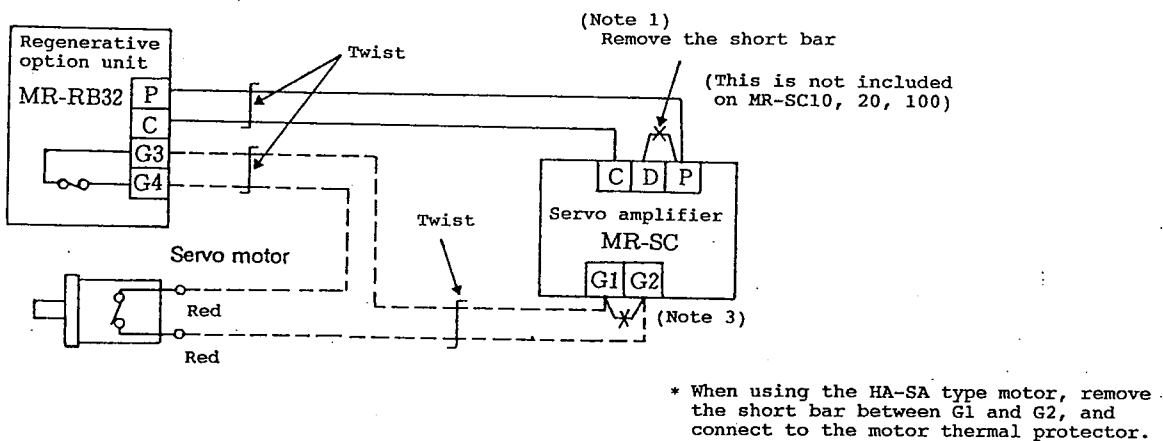 (Note 1)
Remove the short bar
(This is not included
on MR-SC10, 20, 100)
Regenerative
option unit
MR-RB32
P
C
G3
G4
Twist
C D P
Servo amplifier
MR-SC
G1 G2
(Note 3)
Twist
Servo motor
Red
Red
* When using the HA-SA type motor, remove
the short bar between G1 and G2, and
connect to the motor thermal protector.